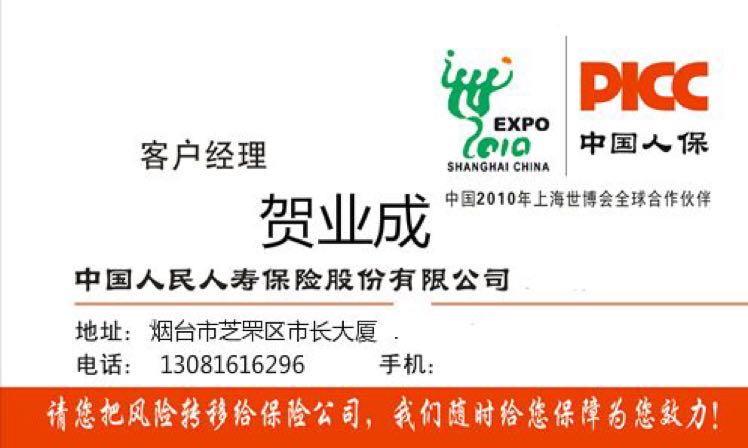 EXPO
2010
SHANGHAI CHINA
PICC
中国人保
中国2010年上海世博会全球合作伙伴
客户经理
贺业成
中国人民人寿保险股份有限公司
地址：烟台市芝罘区市长大厦
电话： 13081616296 手机：
请您把风险转移给保险公司，我们随时给您保障为您效力！